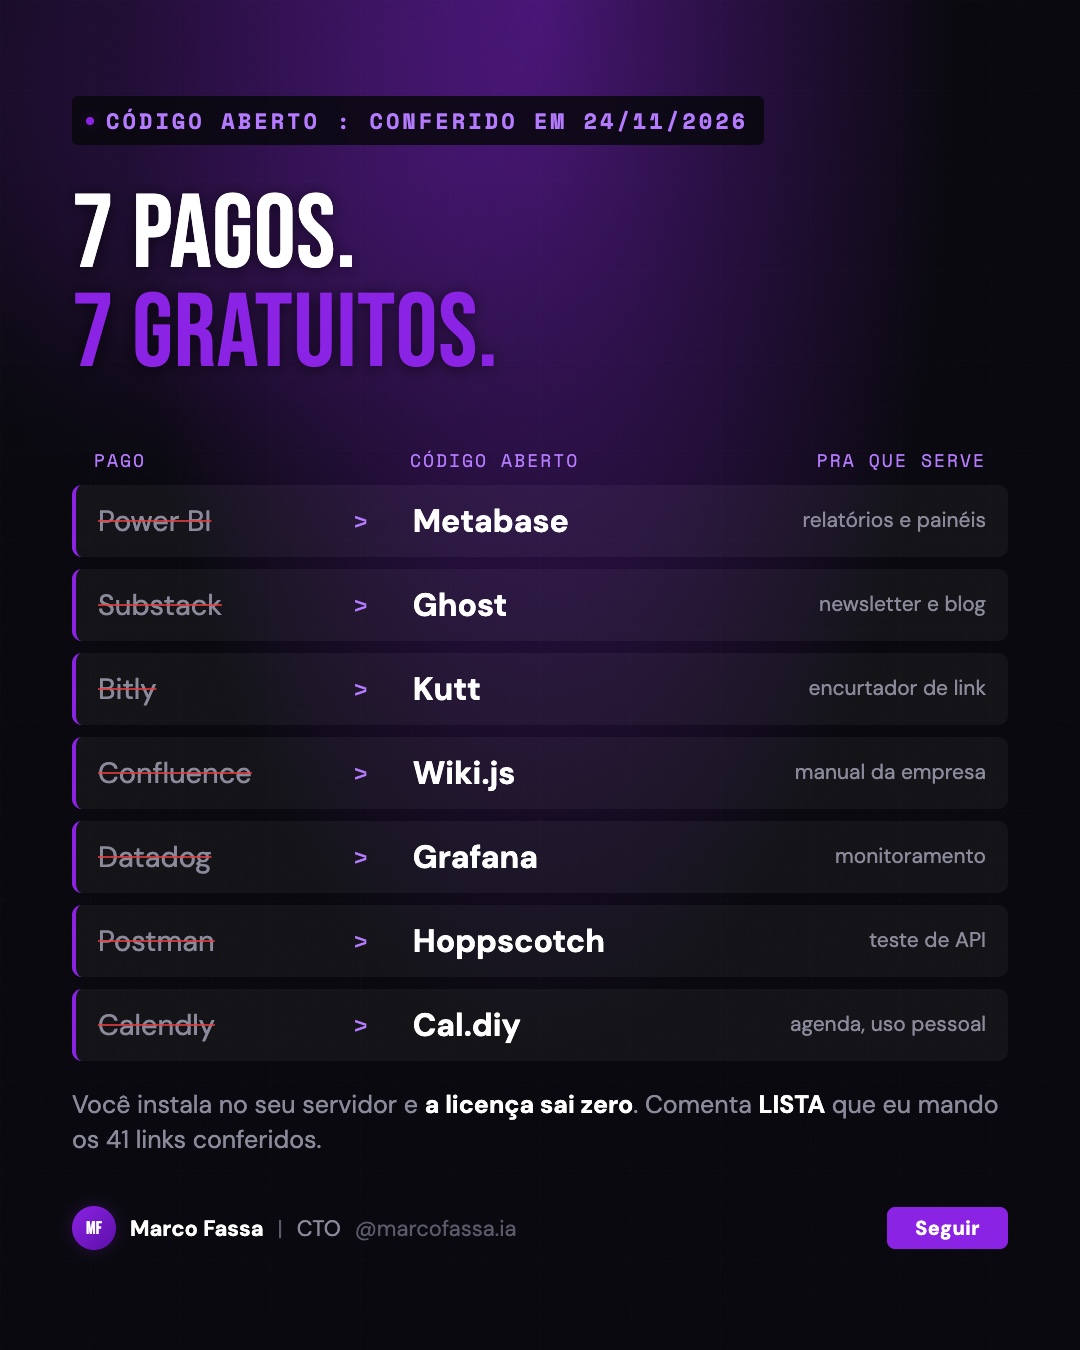 • CÓDIGO ABERTO : CONFERIDO EM 24/11/2026
7 PAGOS.
7 GRATUITOS.
PAGO CÓDIGO ABERTO PRA QUE SERVE
Power BI > Metabase relatórios e painéis
Substack > Ghost newsletter e blog
Bitly > Kutt encurtador de link
Confluence > Wiki.js manual da empresa
Datadog > Grafana monitoramento
Postman > Hoppscotch teste de API
Calendly > Cal.diy agenda, uso pessoal
Você instala no seu servidor e a licença sai zero. Comenta LISTA que eu mando
os 41 links conferidos.
MF Marco Fassa | CTO @marcofassa.ia Seguir